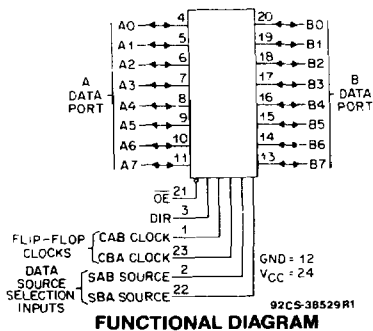 A0 4 20 B0
A1 5 19 B1
A2 6 18 B2
A3 7 17 B3
A4 8 16 B4
A5 9 15 B5
A6 10 14 B6
A7 11 13 B7
A
DATA
PORT
B
DATA
PORT
OE 21
DIR 3
FLIP-FLOP
CLOCKS
CAB CLOCK 1
CBA CLOCK 23
DATA
SOURCE
SELECTION
INPUTS
SAB SOURCE 2
SBA SOURCE 22
GND = 12
VCC = 24
92CS-38529R1
FUNCTIONAL DIAGRAM